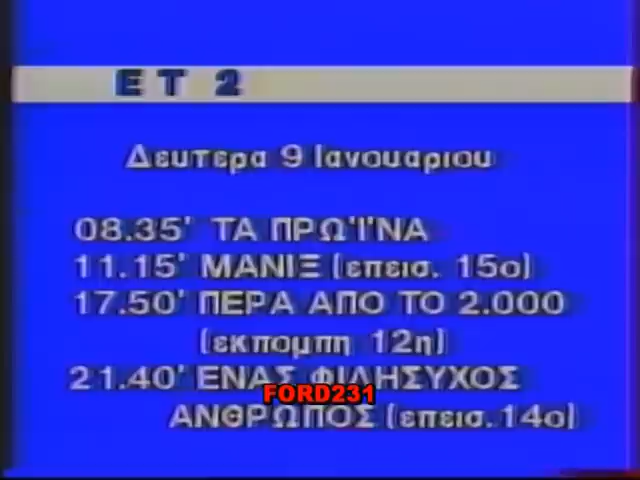 ET 2
Δευτερα 9 Ιανουαριου
08.35' ΤΑ ΠΡΩ'Ι'ΝΑ
11.15' ΜΑΝΙΞ (επεισ. 15ο)
17.50' ΠΕΡΑ ΑΠΟ ΤΟ 2.000
(εκπομπη 12η)
21.40' ΕΝΑΣ ΦΙΛΗΣΥΧΟΣ
FORD231
ΑΝΘΡΩΠΟΣ (επεισ.14ο)